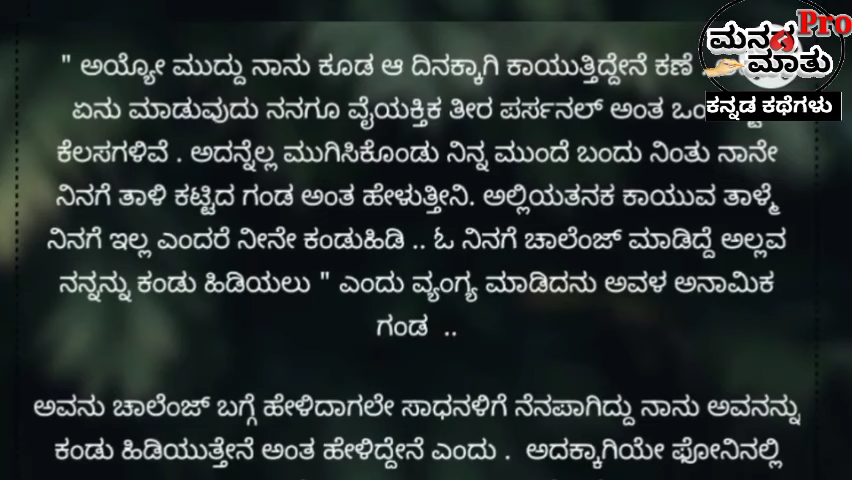 Pro
ಮನದ
ಮಾತು
ಕನ್ನಡ ಕಥೆಗಳು
" ಅಯ್ಯೋ ಮುದ್ದು ನಾನು ಕೂಡ ಆ ದಿನಕ್ಕಾಗಿ ಕಾಯುತ್ತಿದ್ದೇನೆ ಕಣೆ
ಏನು ಮಾಡುವುದು ನನಗೂ ವೈಯಕ್ತಿಕ ತೀರ ಪರ್ಸನಲ್ ಅಂತ
ಕೆಲಸಗಳಿವೆ . ಅದನ್ನೆಲ್ಲ ಮುಗಿಸಿಕೊಂಡು ನಿನ್ನ ಮುಂದೆ ಬಂದು ನಿಂತು ನಾನೇ
ನಿನಗೆ ತಾಳಿ ಕಟ್ಟಿದ ಗಂಡ ಅಂತ ಹೇಳುತ್ತೀನಿ. ಅಲ್ಲಿಯತನಕ ಕಾಯುವ ತಾಳ್ಮೆ
ನಿನಗೆ ಇಲ್ಲ ಎಂದರೆ ನೀನೇ ಕಂಡುಹಿಡಿ .. ಓ ನಿನಗೆ ಚಾಲೆಂಜ್ ಮಾಡಿದ್ದೆ ಅಲ್ಲವ
ನನ್ನನ್ನು ಕಂಡು ಹಿಡಿಯಲು " ಎಂದು ವ್ಯಂಗ್ಯ ಮಾಡಿದನು ಅವಳ ಅನಾಮಿಕ
ಗಂಡ ..
ಅವನು ಚಾಲೆಂಜ್ ಬಗ್ಗೆ ಹೇಳಿದಾಗಲೇ ಸಾಧನಳಿಗೆ ನೆನಪಾಗಿದ್ದು ನಾನು ಅವನನ್ನು
ಕಂಡು ಹಿಡಿಯುತ್ತೇನೆ ಅಂತ ಹೇಳಿದ್ದೇನೆ ಎಂದು . ಅದಕ್ಕಾಗಿಯೇ ಫೋನಿನಲ್ಲಿ